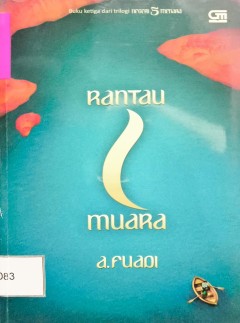 Buku ketiga dari trilogi NEGERI 5 MENARA
GM
RANTAU
1
MUARA
A.FUADI
083